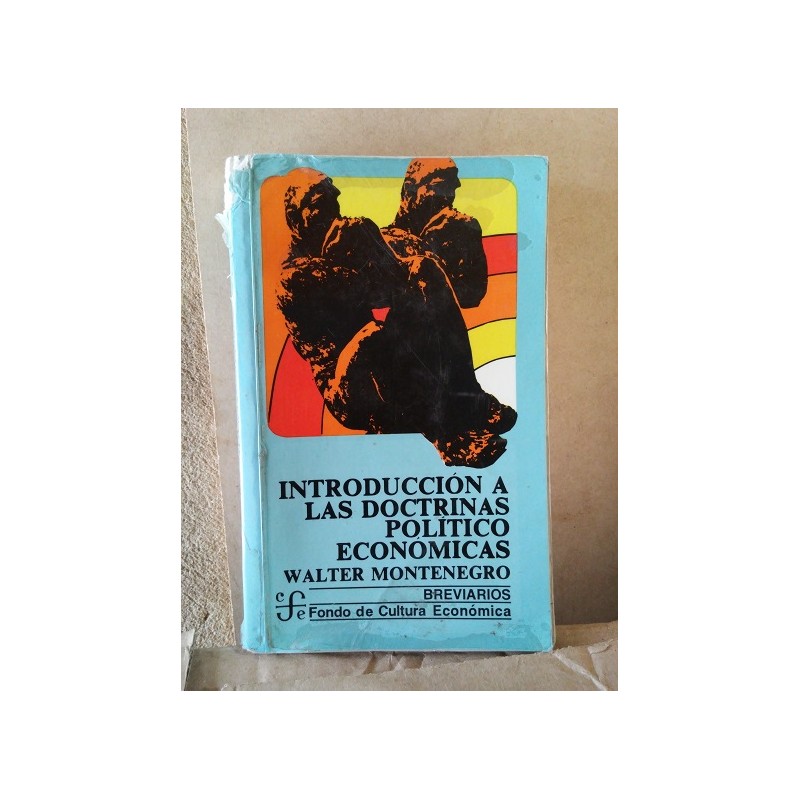 INTRODUCCIÓN A
LAS DOCTRINAS
POLÍTICO
ECONÓMICAS
WALTER MONTENEGRO
BREVIARIOS
cfe Fondo de Cultura Económica